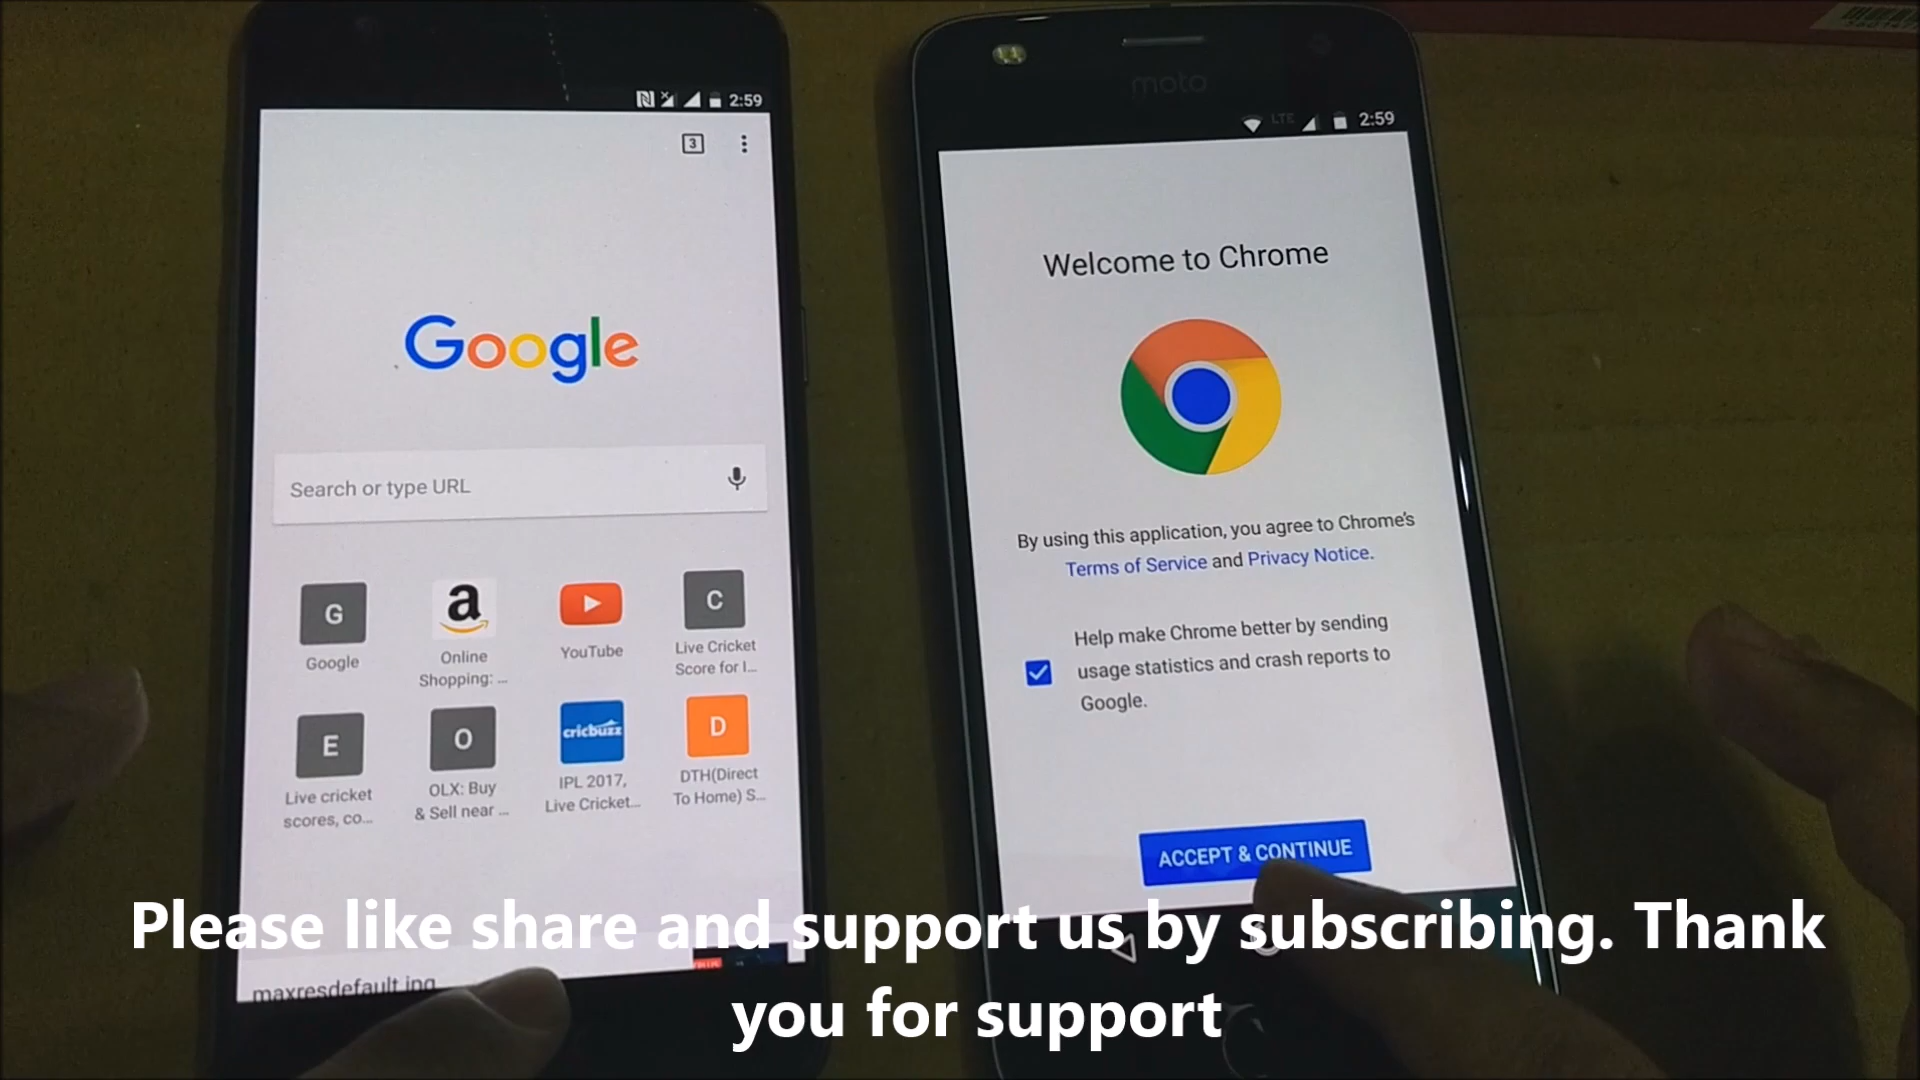 2:59
3
Google
Search or type URL
G
Google
a
Online
Shopping: ...
YouTube
C
Live Cricket
Score for I...
E
Live cricket
scores, co...
O
OLX: Buy
& Sell near ...
cricbuzz
IPL 2017,
Live Cricket...
D
DTH(Direct
To Home) S...
maxresdefault.jpg
moto
LTE
2:59
Welcome to Chrome
By using this application, you agree to Chrome's
Terms of Service and Privacy Notice.
Help make Chrome better by sending
usage statistics and crash reports to
Google.
ACCEPT & CONTINUE
Please like share and support us by subscribing. Thank
you for support